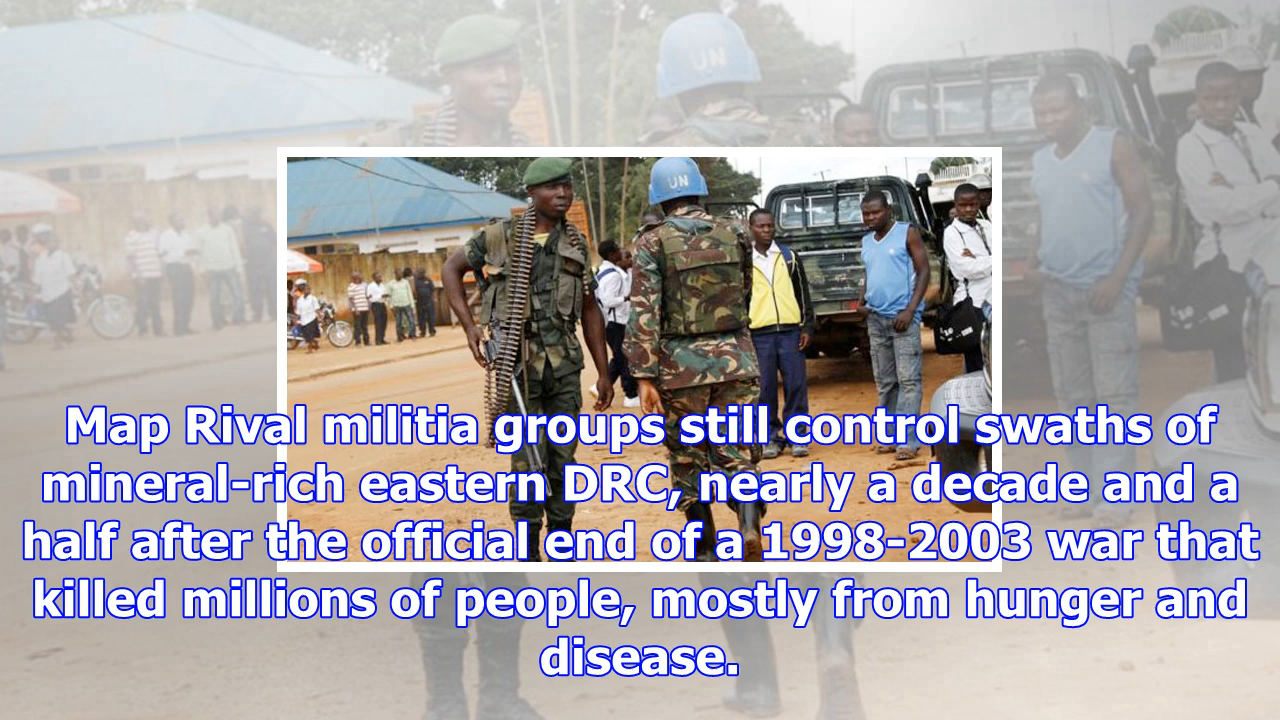 UN
UN
Map Rival militia groups still control swaths of
mineral-rich eastern DRC, nearly a decade and a
half after the official end of a 1998-2003 war that
killed millions of people, mostly from hunger and
disease.